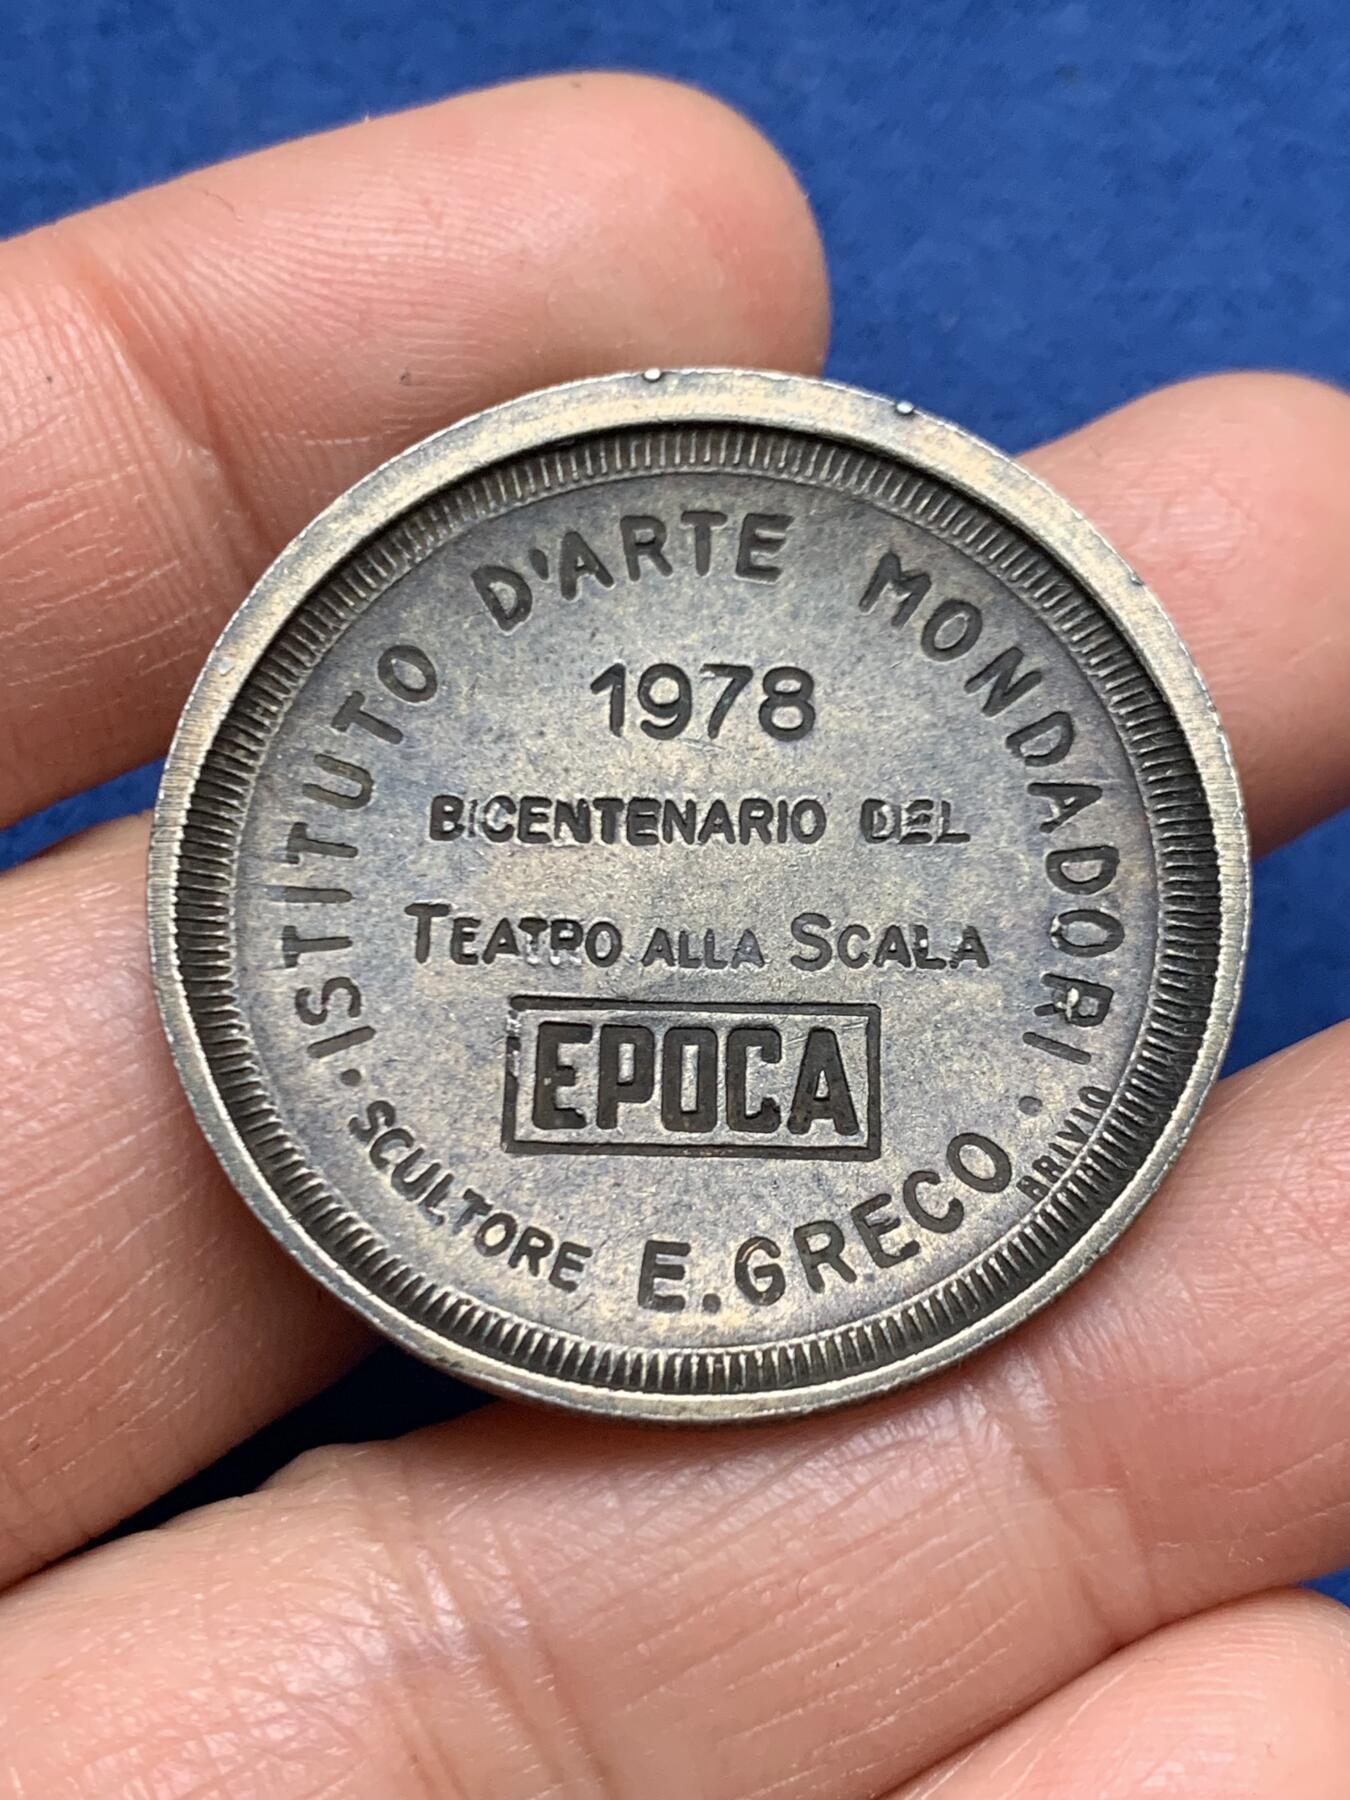 ISTITUTO D'ARTE MONDADORI
1978
BICENTENARIO DEL
TEATRO ALLA SCALA
EPOCA
· SCULTORE E. GRECO ·
BRIVIO